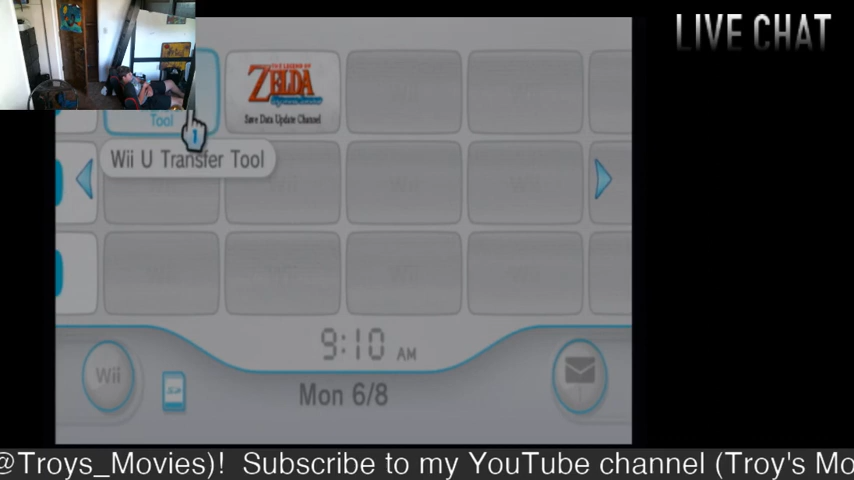 LIVE CHAT
THE LEGEND OF
ZELDA
Tool
Save Data Update Channel
1
Wii U Transfer Tool
9:10 AM
Wii
Mon 6/8
@Troys_Movies)! Subscribe to my YouTube channel (Troy's Mo